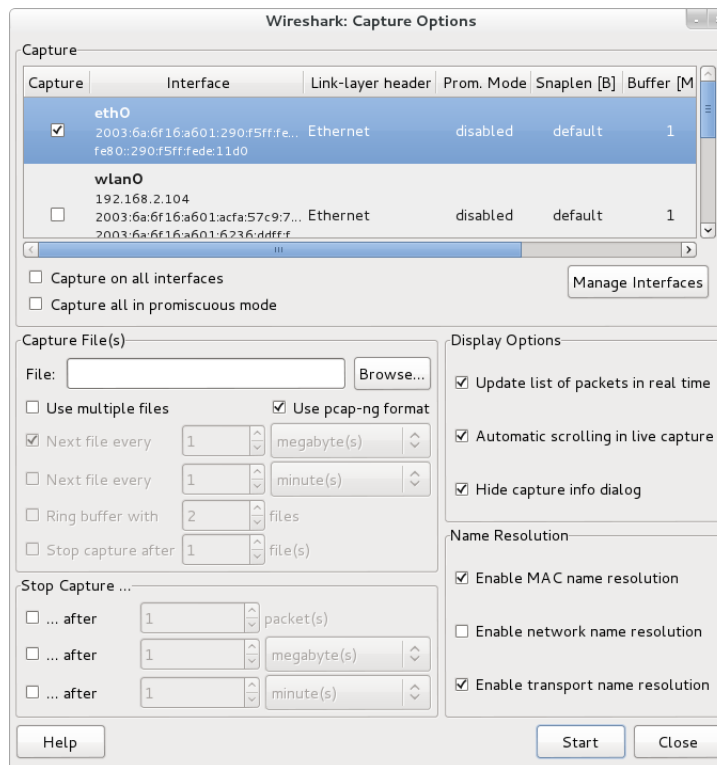 Wireshark: Capture Options
Capture
Capture Interface Link-layer header Prom. Mode Snaplen [B] Buffer [M
eth0
2003:6a:6f16:a601:290:f5ff:fe... Ethernet disabled default 1
fe80::290:f5ff:fede:11d0
wlan0
192.168.2.104
2003:6a:6f16:a601:acfa:57c9:7... Ethernet disabled default 1
2003:6a:6f16:a601:6236:ddff:f
Capture on all interfaces
Manage Interfaces
Capture all in promiscuous mode
Capture File(s)
File:
Browse...
Use multiple files
Use pcap-ng format
Next file every 1 megabyte(s)
Next file every 1 minute(s)
Ring buffer with 2 files
Stop capture after 1 file(s)
Stop Capture ...
... after 1 packet(s)
... after 1 megabyte(s)
... after 1 minute(s)
Display Options
Update list of packets in real time
Automatic scrolling in live capture
Hide capture info dialog
Name Resolution
Enable MAC name resolution
Enable network name resolution
Enable transport name resolution
Help
Start
Close